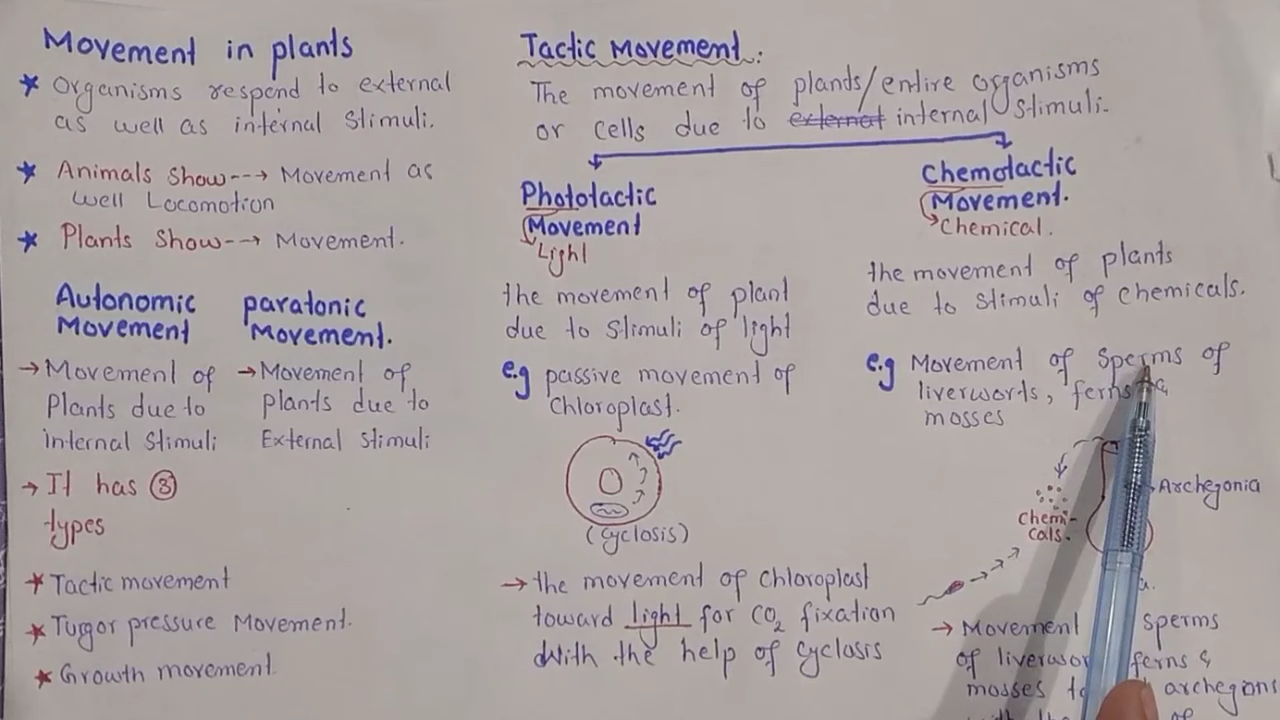 Movement in plants
* Organisms respend to external
as well as internal Stimuli.
* Animals Show---→ Movement as
well Locomotion
* Plants Show--→ Movement.
Autonomic
Movement
→ Movement of
Plants due to
internal Stimuli
→ It has 3
types
* Tactic movement
* Turgor pressure Movement.
* Growth movement.
paratonic
Movement.
→ Movement of
plants due to
External Stimuli
Tactic Movement.
The movement of plants/entire organisms
or cells due to external internal Stimuli.
Phototactic
Movement
Light
the movement of plant
due to Stimuli of light
e.g passive movement of
Chloroplast.
(Cyclosis)
→ the movement of Chloroplast
toward light for CO2 fixation
with the help of Cyclosis
Chemotactic
Movement.
Chemical.
the movement of plants
due to Stimuli of Chemicals.
e.g Movement of Sperms of
liverworts, ferns
mosses
Archegonia
Chemi-
cals.
→ Movement Sperms
of ferns &
mosses
of